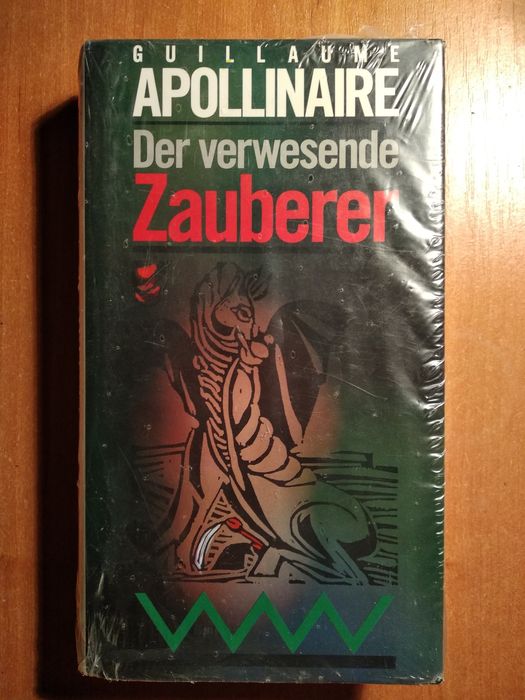 GUILLAUME
APOLLINAIRE
Der verwesende
Zauberer